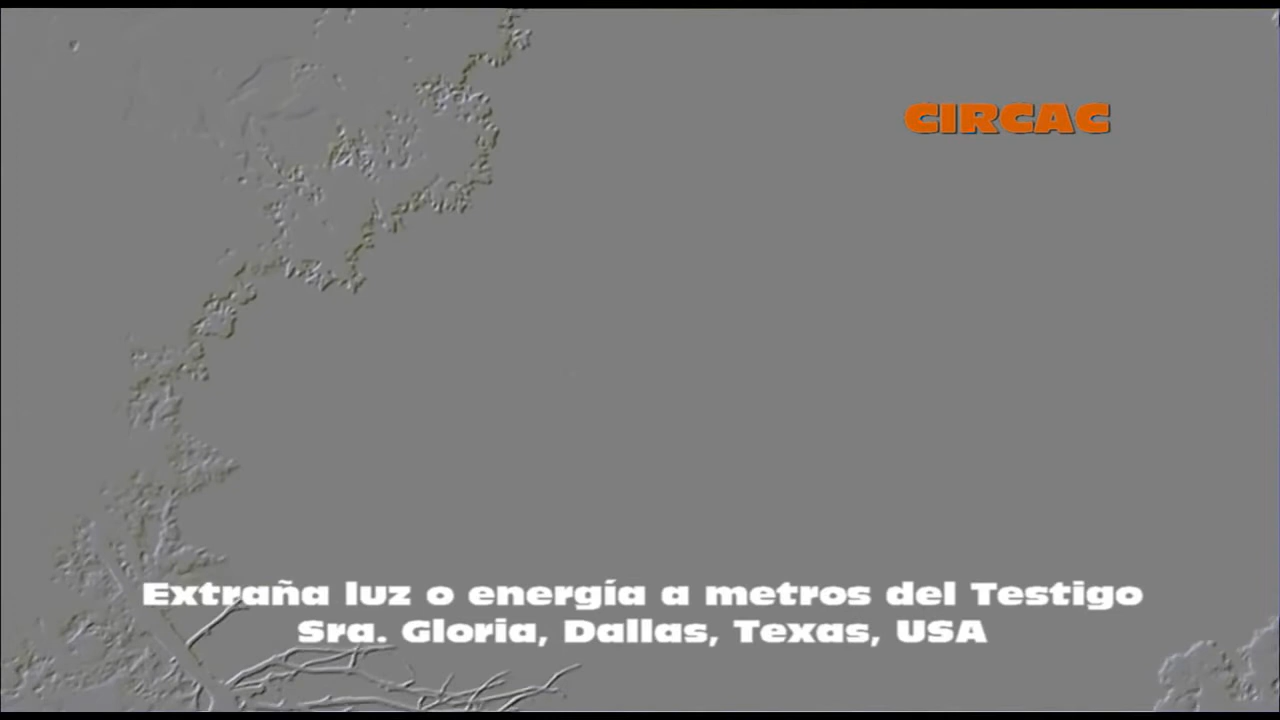 CIRCAC
Extraña luz o energía a metros del Testigo
Sra. Gloria, Dallas, Texas, USA